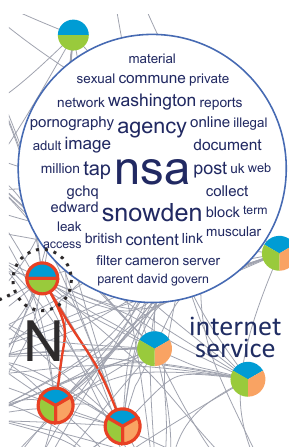 material
sexual commune private
network washington reports
pornography agency online illegal
adult image document
million tap nsa post uk web
gchq collect
edward snowden block term
leak muscular
access british content link
filter cameron server
parent david govern
N
internet
service